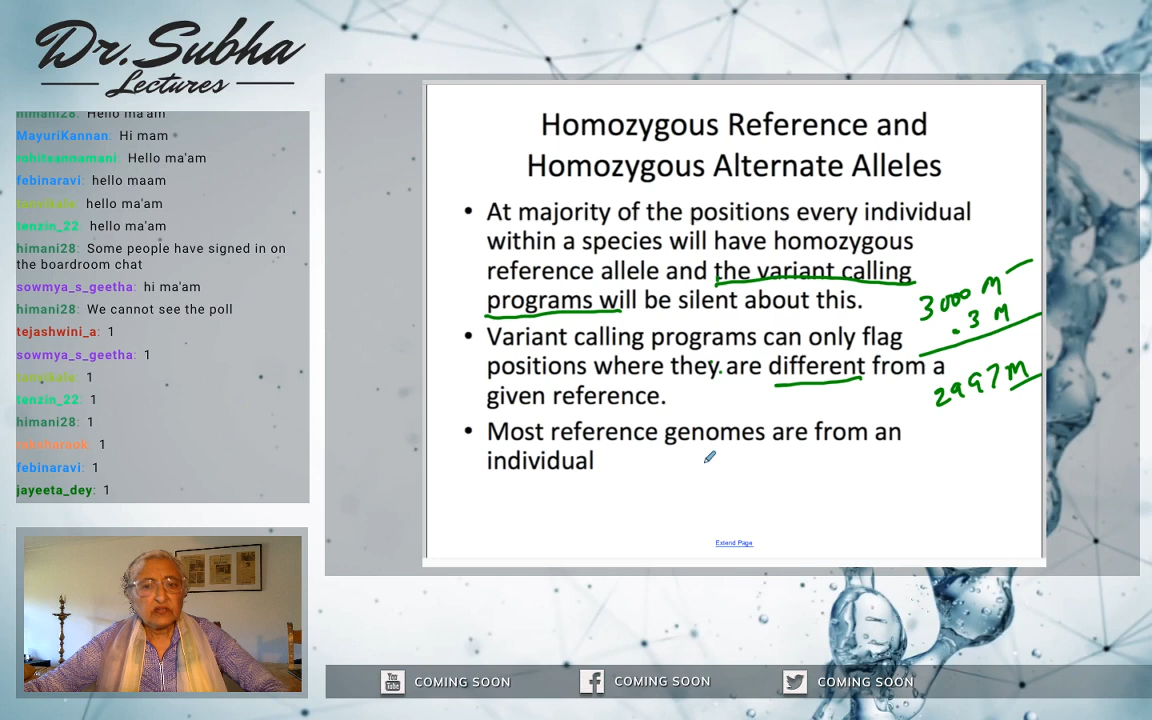 Dr. Subha
Lectures
himani28: Hello ma'am
MayuriKannan: Hi mam
rohitsannamani: Hello ma'am
febinaravi: hello maam
hello ma'am
tenzin_22: hello ma'am
himani28: Some people have signed in on
the boardroom chat
sowmya_s_geetha: hi ma'am
himani28: We cannot see the poll
tejashwini_a: 1
sowmya_s_geetha: 1
1
tenzin_22: 1
himani28: 1
1
febinaravi: 1
jayeeta_dey: 1
Homozygous Reference and
Homozygous Alternate Alleles
• At majority of the positions every individual
within a species will have homozygous
reference allele and the variant calling
programs will be silent about this.
• Variant calling programs can only flag
positions where they are different from a
given reference.
• Most reference genomes are from an
individual
3000 M
3 M
2997 M
Extend Page
You
Tube
COMING SOON
COMING SOON
COMING SOON